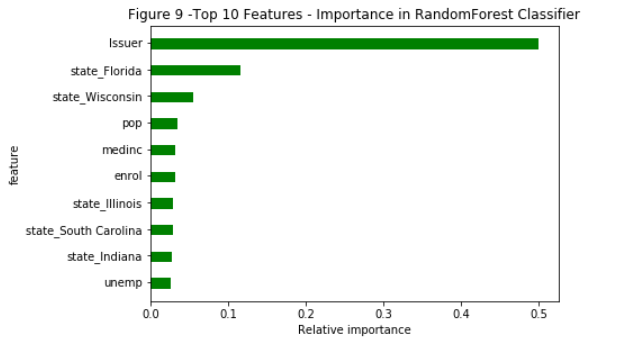 Figure 9 -Top 10 Features - Importance in RandomForest Classifier
Issuer
state_Florida
state_Wisconsin
pop
medinc
enrol
state_Illinois
state_South Carolina
state_Indiana
unemp
feature
0.0 0.1 0.2 0.3 0.4 0.5
Relative importance